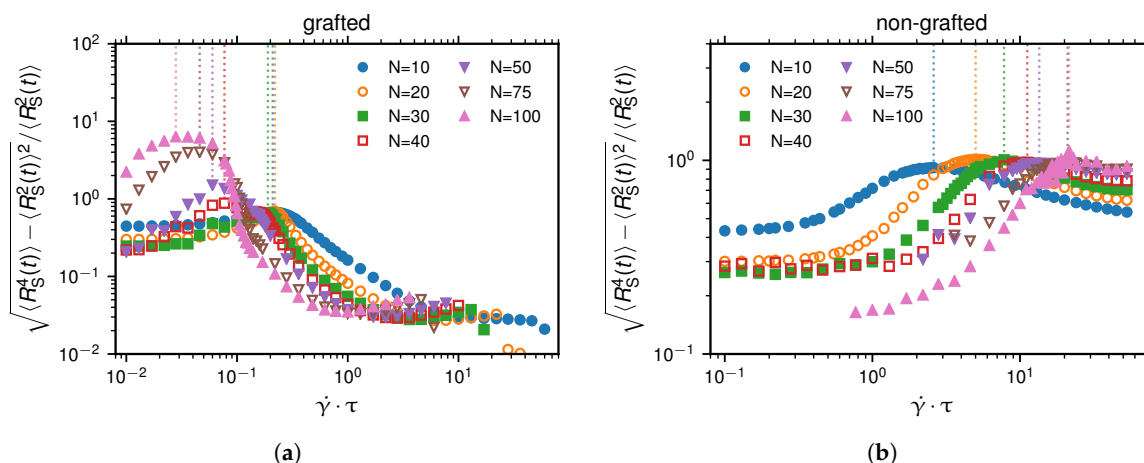 grafted
√⟨R_S^4(t)⟩ − ⟨R_S^2(t)⟩^2 / ⟨R_S^2(t)⟩
10^2
10^1
10^0
10^−1
10^−2
N=10
N=20
N=30
N=40
N=50
N=75
N=100
10^−2 10^−1 10^0 10^1
γ̇ · τ
(a)
non-grafted
√⟨R_S^4(t)⟩ − ⟨R_S^2(t)⟩^2 / ⟨R_S^2(t)⟩
10^0
10^−1
N=10
N=20
N=30
N=40
N=50
N=75
N=100
10^−1 10^0 10^1
γ̇ · τ
(b)